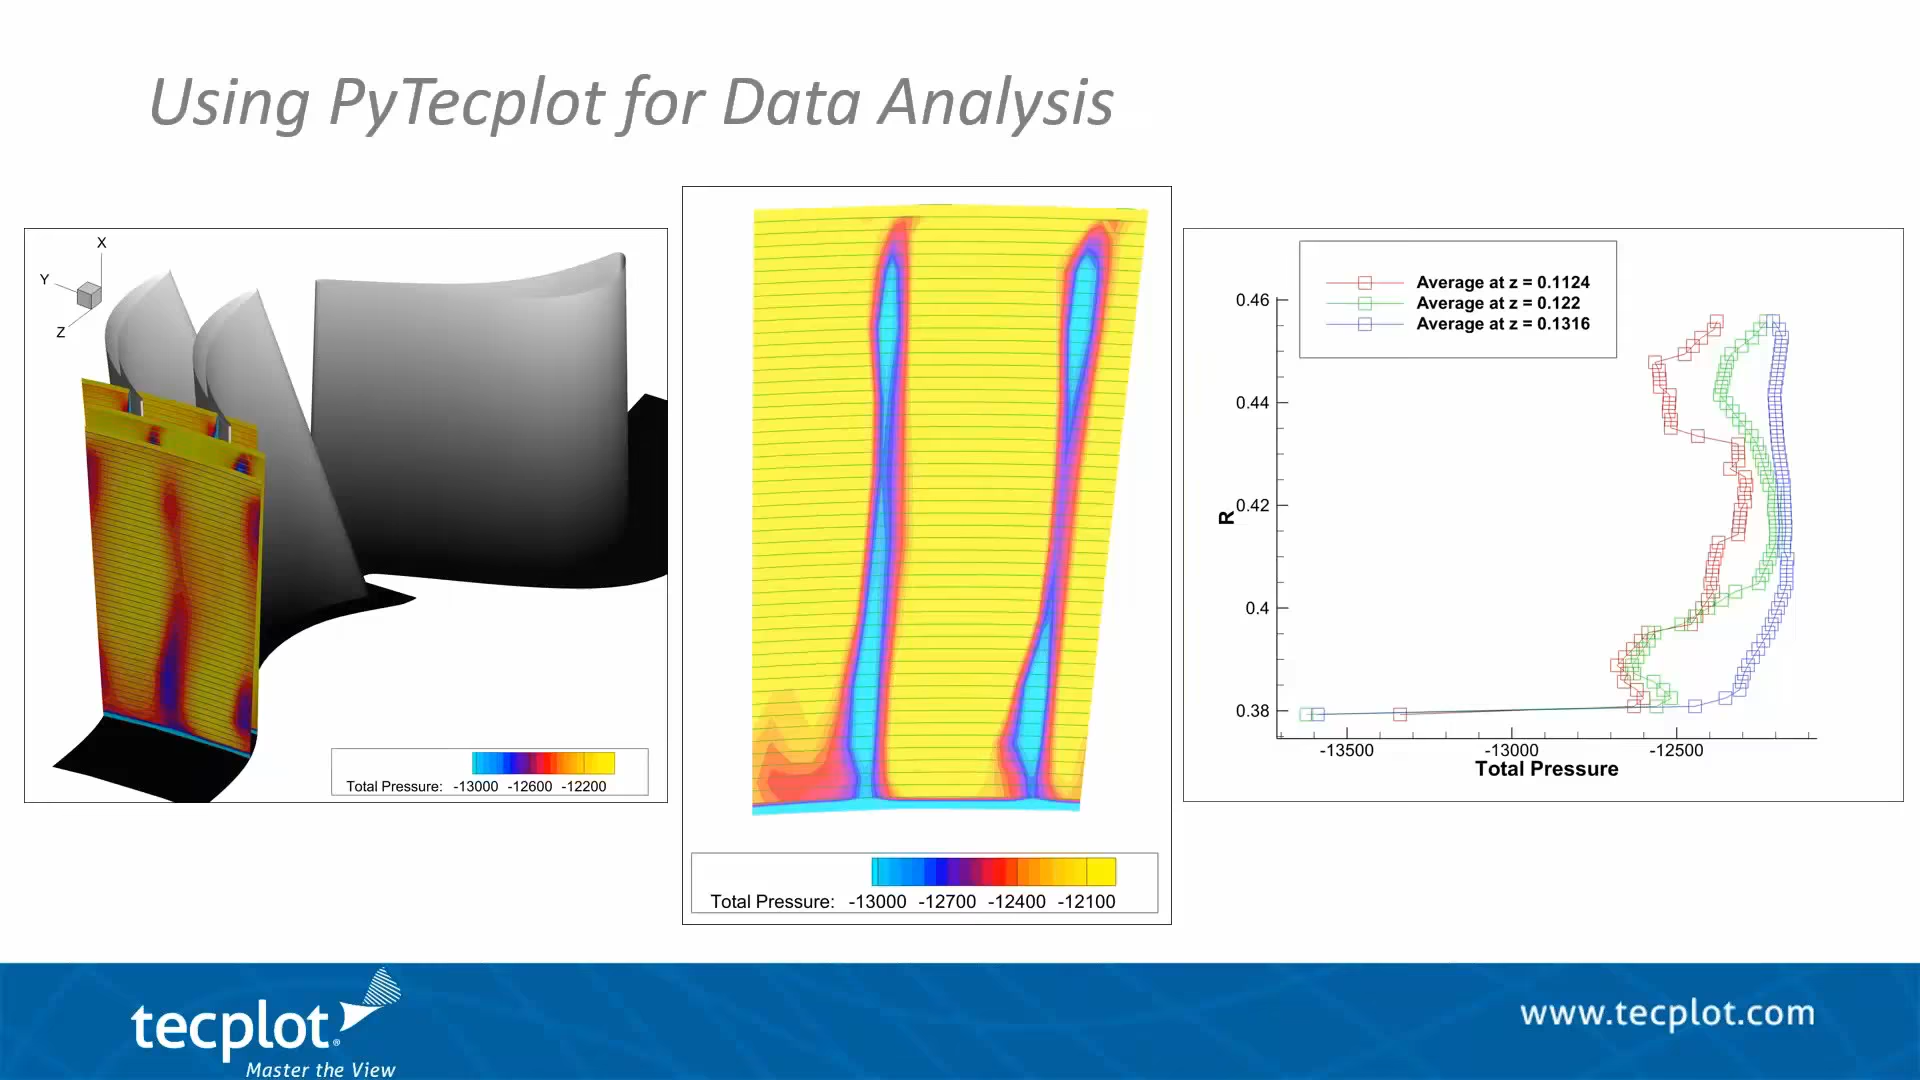 Using PyTecplot for Data Analysis
X
Y
Z
Total Pressure: -13000 -12600 -12200
Total Pressure: -13000 -12700 -12400 -12100
Average at z = 0.1124
Average at z = 0.122
Average at z = 0.1316
0.46
0.44
0.42
0.4
0.38
R
-13500 -13000 -12500
Total Pressure
tecplot®
Master the View
www.tecplot.com